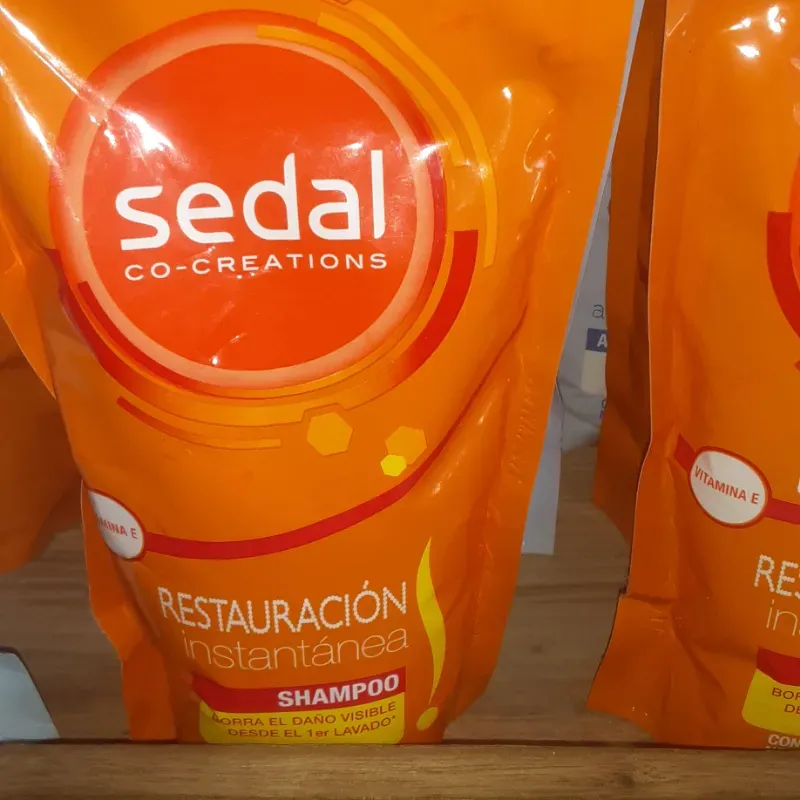 sedal
CO-CREATIONS
RESTAURACIÓN
instantánea
SHAMPOO
BORRA EL DAÑO VISIBLE
DESDE EL 1er LAVADO*
VITAMINA E